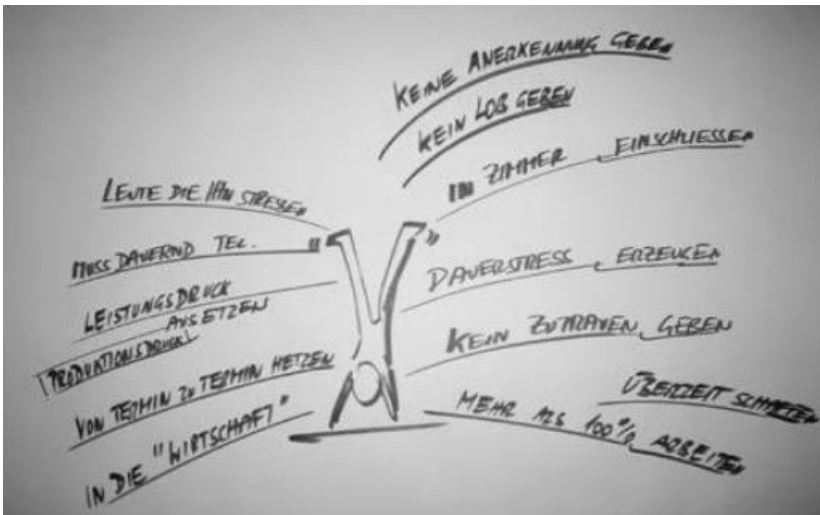 KEINE ANERKENNUNG GEBEN
KEIN LOB GEBEN
IN ZIMMER EINSCHLIESSEN
DAUERSTRESS ERZEUGEN
KEIN ZUTRAUEN GEBEN
ÜBERZEIT SCHAFFEN
MEHR ALS 100% ARBEITEN
LEUTE DIE IHN STRESSEN
MUSS DAUERND TEL.
LEISTUNGSDRUCK
AUSETZEN
PRODUKTIONSDRUCK
VON TERMIN ZU TERMIN HETZEN
IN DIE "WIRTSCHAFT"